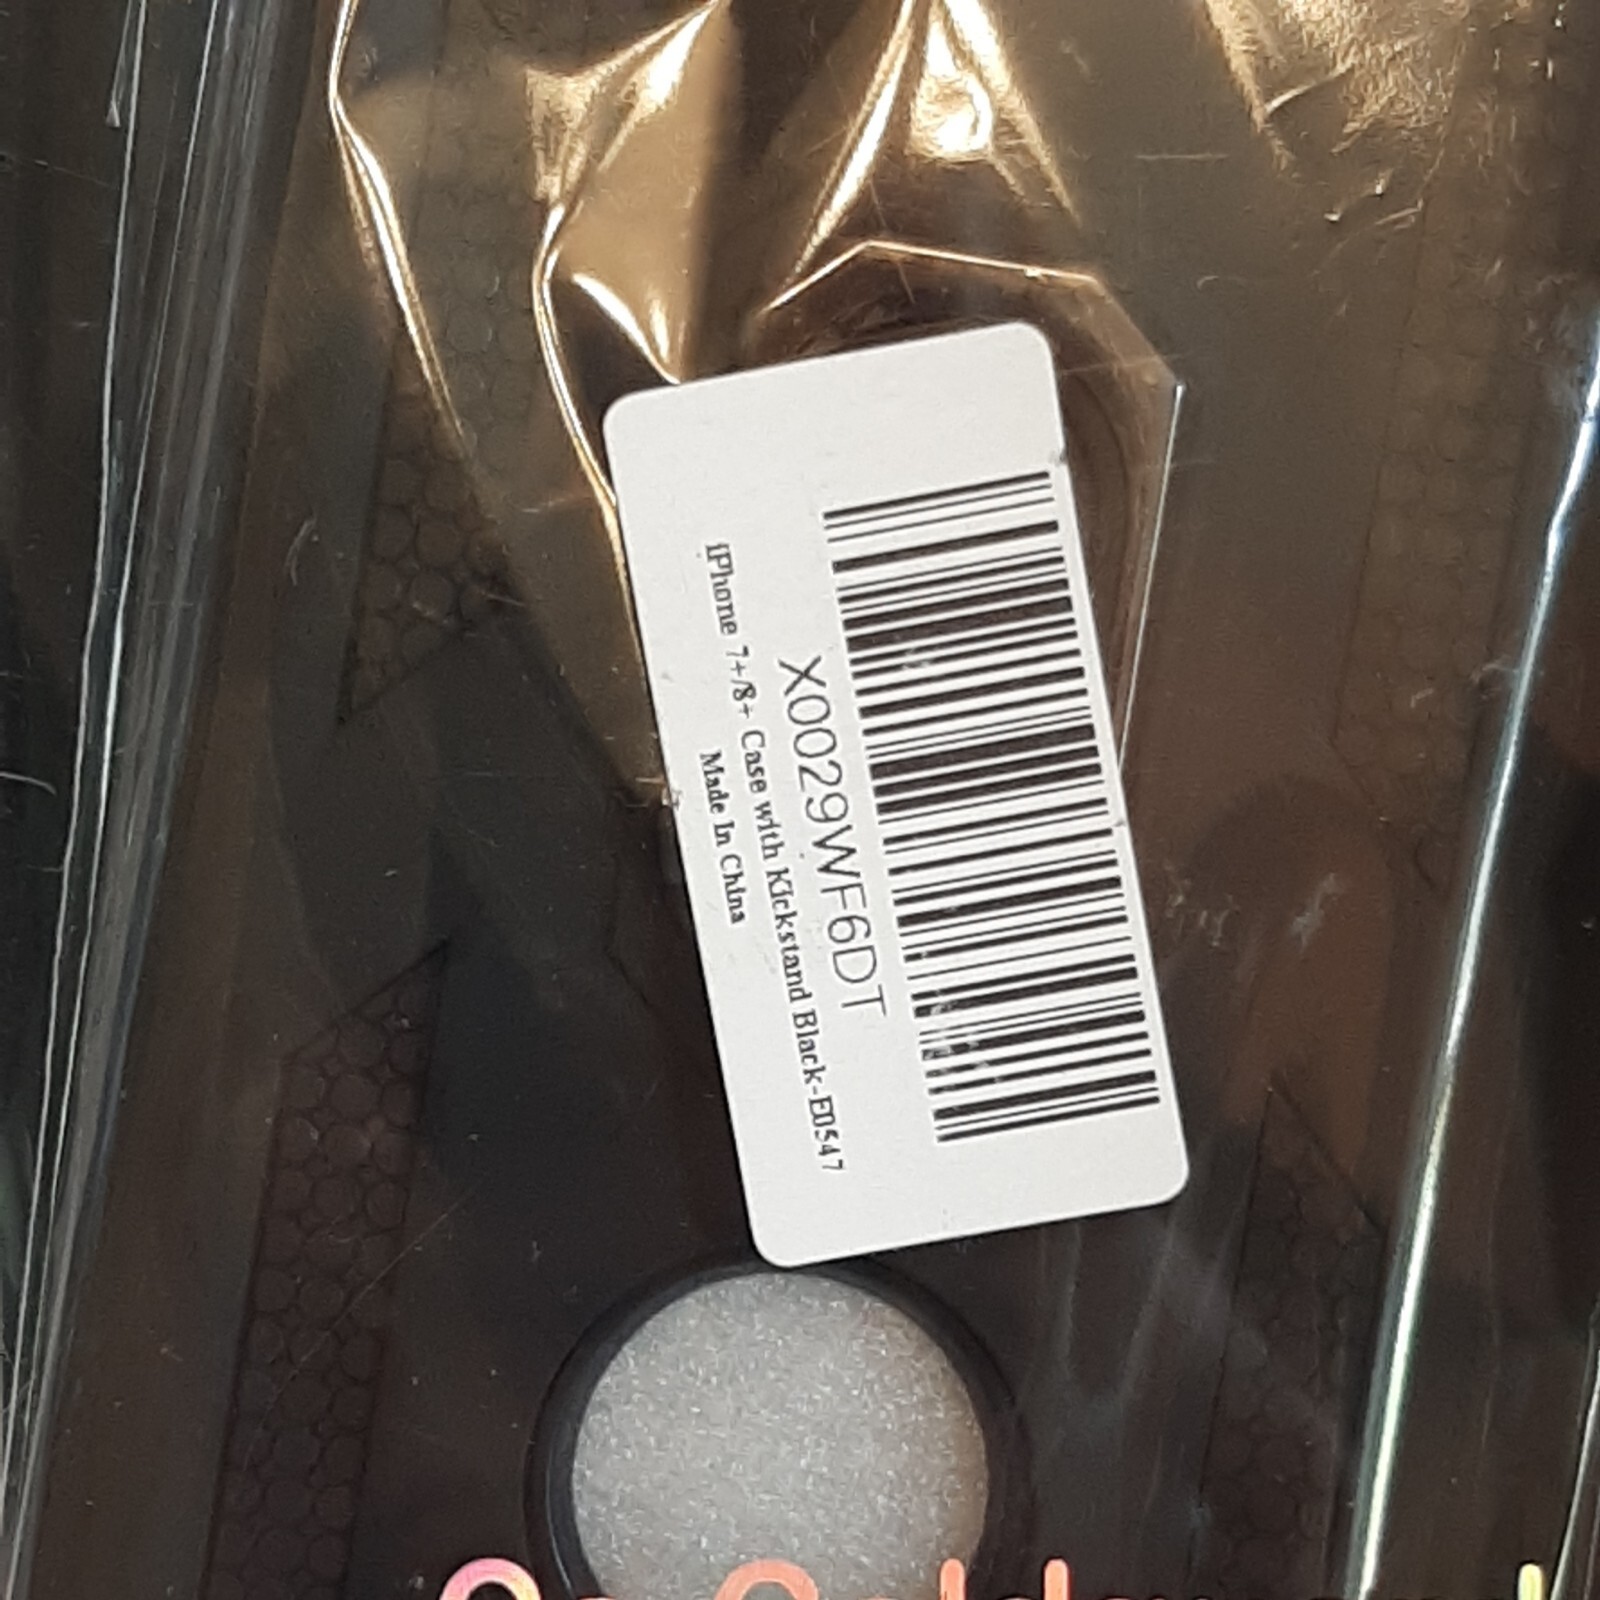 X0029WF6DT
iPhone 7+/8+ Case with Kickstand Black-E0547
Made In China